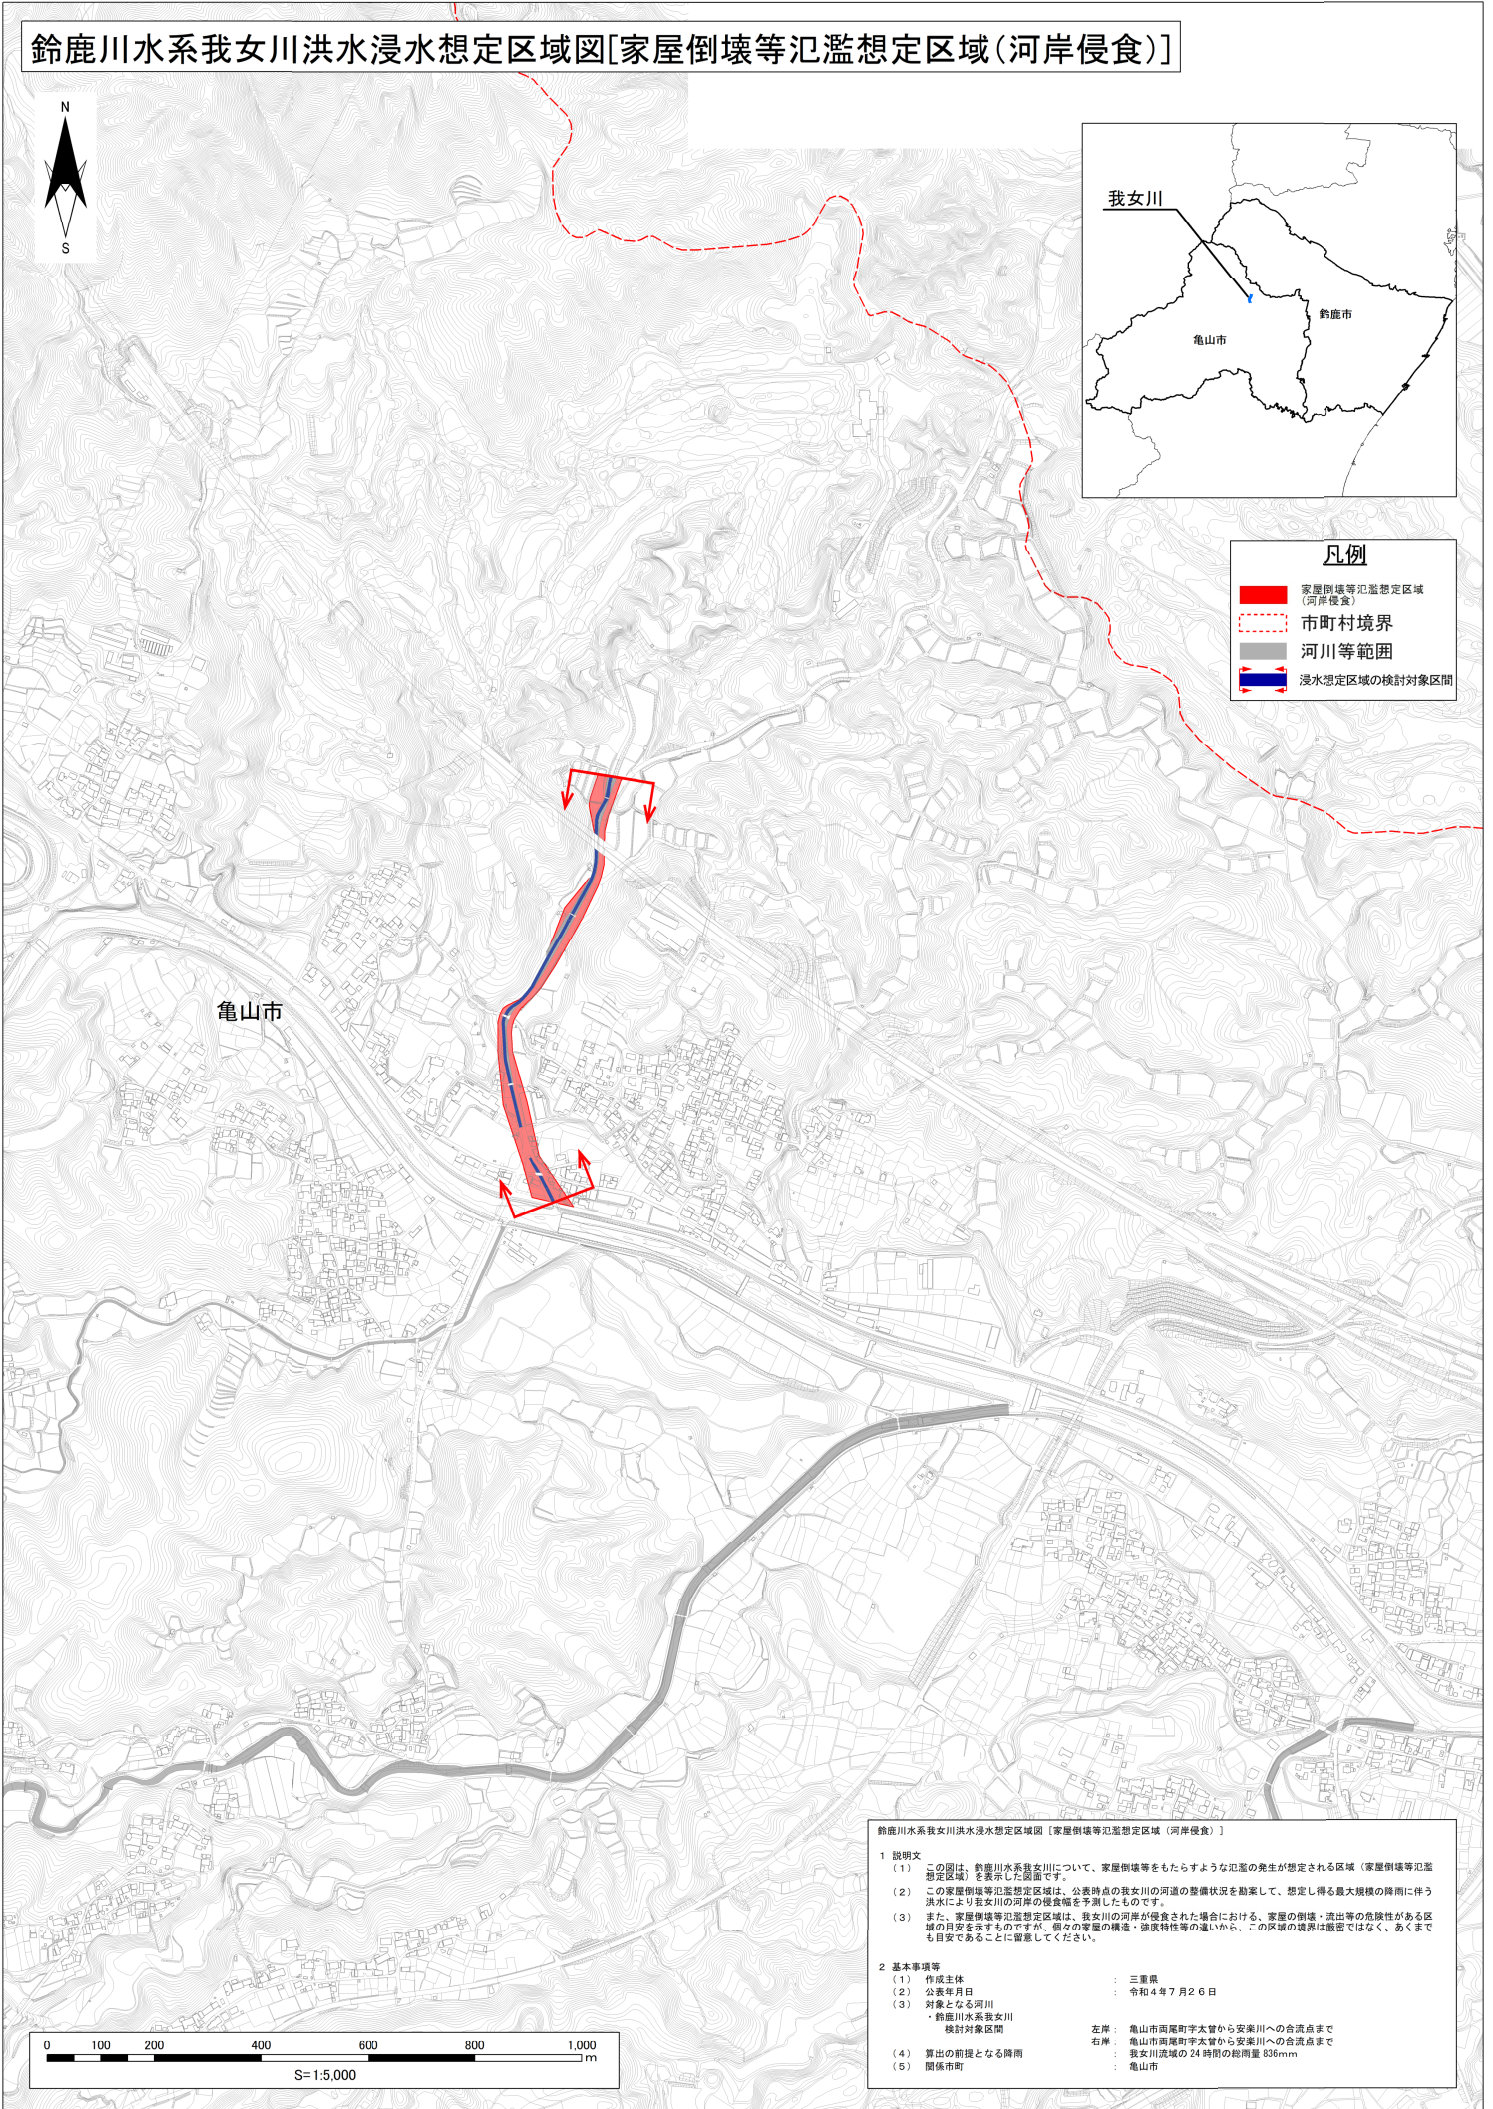 鈴鹿川水系我女川洪水浸水想定区域図[家屋倒壊等氾濫想定区域(河岸侵食)]
N
S
我女川
鈴鹿市
亀山市
凡例
家屋倒壊等氾濫想定区域
(河岸侵食)
市町村境界
河川等範囲
浸水想定区域の検討対象区間
亀山市
鈴鹿川水系我女川洪水浸水想定区域図［家屋倒壊等氾濫想定区域（河岸侵食）］
1 説明文
（1） この図は、鈴鹿川水系我女川について、家屋倒壊等をもたらすような氾濫の発生が想定される区域（家屋倒壊等氾濫
想定区域）を表示した図面です。
（2） この家屋倒壊等氾濫想定区域は、公表時点の我女川の河道の整備状況を勘案して、想定し得る最大規模の降雨に伴う
洪水により我女川の河岸の侵食幅を予測したものです。
（3） また、家屋倒壊等氾濫想定区域は、我女川の河岸が侵食された場合における、家屋の倒壊・流出等の危険性がある区
域の目安を示すものですが、個々の家屋の構造・強度特性等の違いから、この区域の境界は厳密ではなく、あくまで
も目安であることに留意してください。
2 基本事項等
（1） 作成主体 ： 三重県
（2） 公表年月日 ： 令和4年7月26日
（3） 対象となる河川
・鈴鹿川水系我女川
検討対象区間 左岸： 亀山市両尾町字太曽から安楽川への合流点まで
右岸： 亀山市両尾町字太曽から安楽川への合流点まで
（4） 算出の前提となる降雨 ： 我女川流域の24時間の総雨量836mm
（5） 関係市町 ： 亀山市
0 100 200 400 600 800 1,000
m
S=1:5,000